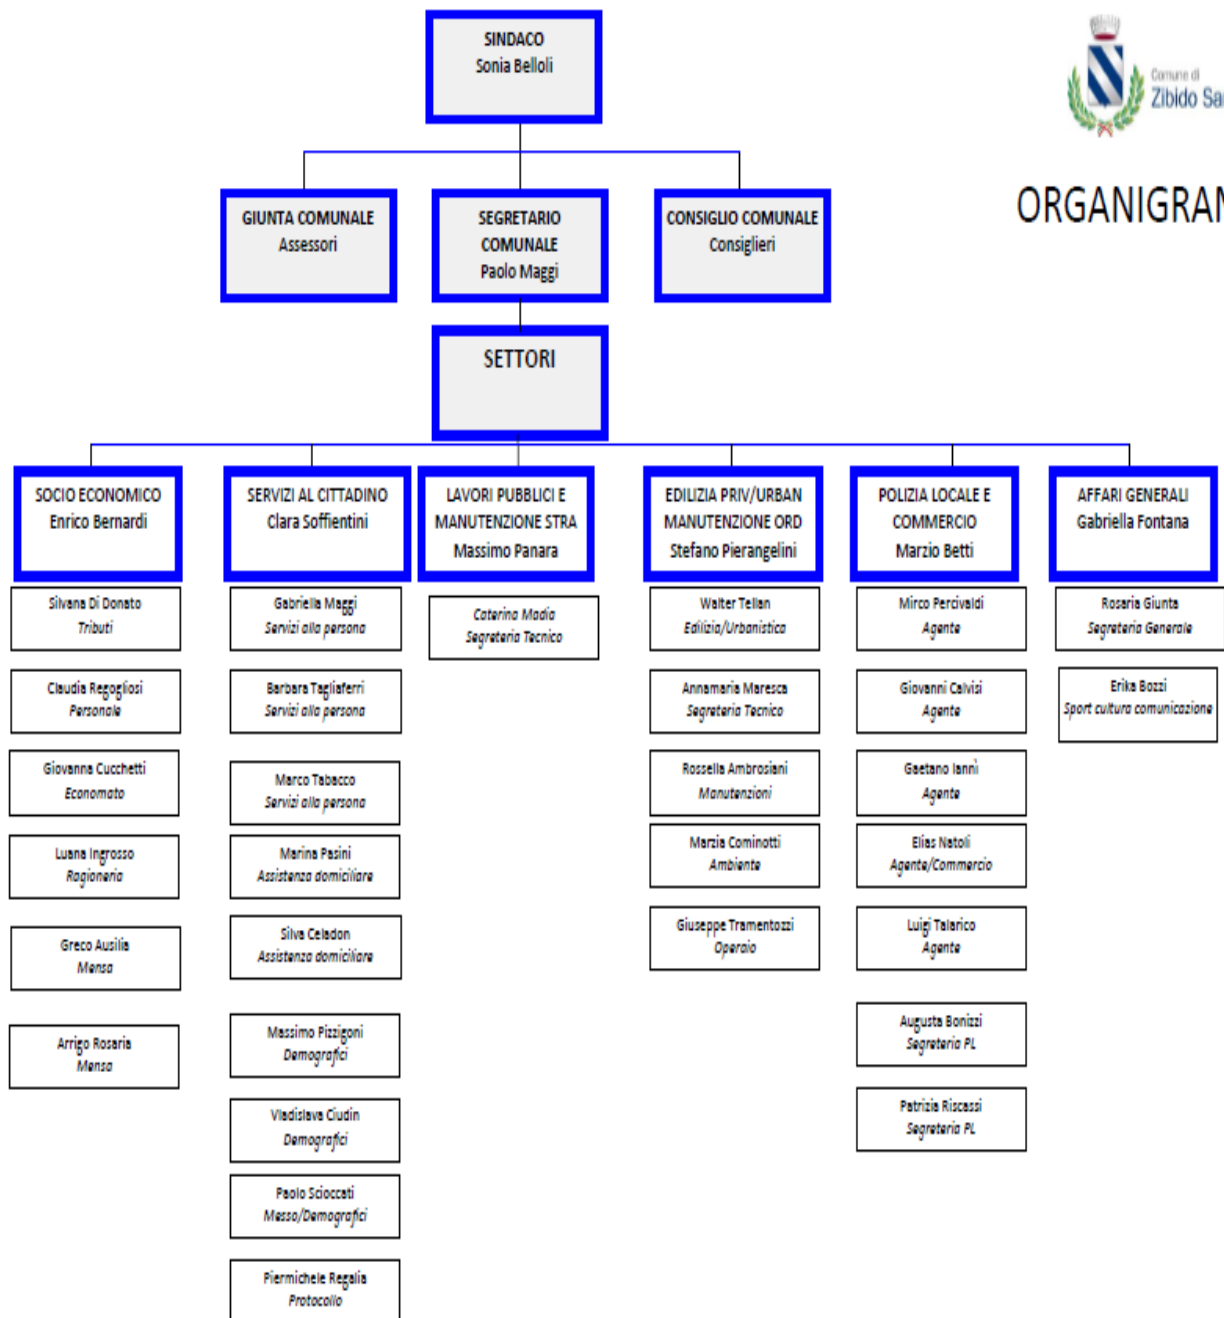 SINDACO
Sonia Belloli
Comune di
Zibido Sa
ORGANIGRA
GIUNTA COMUNALE
Assessori
SEGRETARIO
COMUNALE
Paolo Maggi
CONSIGLIO COMUNALE
Consiglieri
SETTORI
SOCIO ECONOMICO
Enrico Bernardi
Silvana Di Donato
Tributi
Claudia Regogliosi
Personale
Giovanna Cucchetti
Economato
Luana Ingrosso
Ragioneria
Greco Ausilia
Mensa
Arrigo Rosaria
Mensa
SERVIZI AL CITTADINO
Clara Soffientini
Gabriella Maggi
Servizi alla persona
Barbara Tagliaferri
Servizi alla persona
Marco Tabacco
Servizi alla persona
Marina Pasini
Assistenza domiciliare
Silva Celadon
Assistenza domiciliare
Massimo Pizzigoni
Demografici
Vladislava Ciudin
Demografici
Paolo Scioccati
Messo/Demografici
Piermichele Regalia
Protocollo
LAVORI PUBBLICI E
MANUTENZIONE STRA
Massimo Panara
Caterina Madia
Segreteria Tecnico
EDILIZIA PRIV/URBAN
MANUTENZIONE ORD
Stefano Pierangelini
Walter Tellan
Edilizia/Urbanistica
Annamaria Maresca
Segreteria Tecnico
Rossella Ambrosiani
Manutenzioni
Marzia Cominotti
Ambiente
Giuseppe Tramentozzi
Operaio
POLIZIA LOCALE E
COMMERCIO
Marzio Betti
Mirco Percivaldi
Agente
Giovanni Calvisi
Agente
Gaetano Iannì
Agente
Elias Natoli
Agente/Commercio
Luigi Talarico
Agente
Augusta Bonizzi
Segreteria PL
Patrizia Riscassi
Segreteria PL
AFFARI GENERALI
Gabriella Fontana
Rosaria Giunta
Segreteria Generale
Erika Bozzi
Sport cultura comunicazione